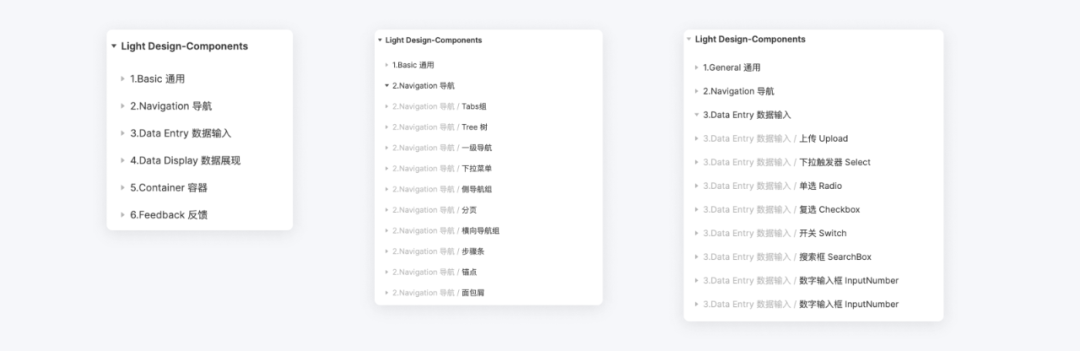 Light Design-Components
1.Basic 通用
2.Navigation 导航
3.Data Entry 数据输入
4.Data Display 数据展现
5.Container 容器
6.Feedback 反馈
Light Design-Components
1.Basic 通用
2.Navigation 导航
2.Navigation 导航 / Tabs组
2.Navigation 导航 / Tree 树
2.Navigation 导航 / 一级导航
2.Navigation 导航 / 下拉菜单
2.Navigation 导航 / 侧导航组
2.Navigation 导航 / 分页
2.Navigation 导航 / 横向导航组
2.Navigation 导航 / 步骤条
2.Navigation 导航 / 锚点
2.Navigation 导航 / 面包屑
Light Design-Components
1.General 通用
2.Navigation 导航
3.Data Entry 数据输入
3.Data Entry 数据输入 / 上传 Upload
3.Data Entry 数据输入 / 下拉触发器 Select
3.Data Entry 数据输入 / 单选 Radio
3.Data Entry 数据输入 / 复选 Checkbox
3.Data Entry 数据输入 / 开关 Switch
3.Data Entry 数据输入 / 搜索框 SearchBox
3.Data Entry 数据输入 / 数字输入框 InputNumber
3.Data Entry 数据输入 / 数字输入框 InputNumber